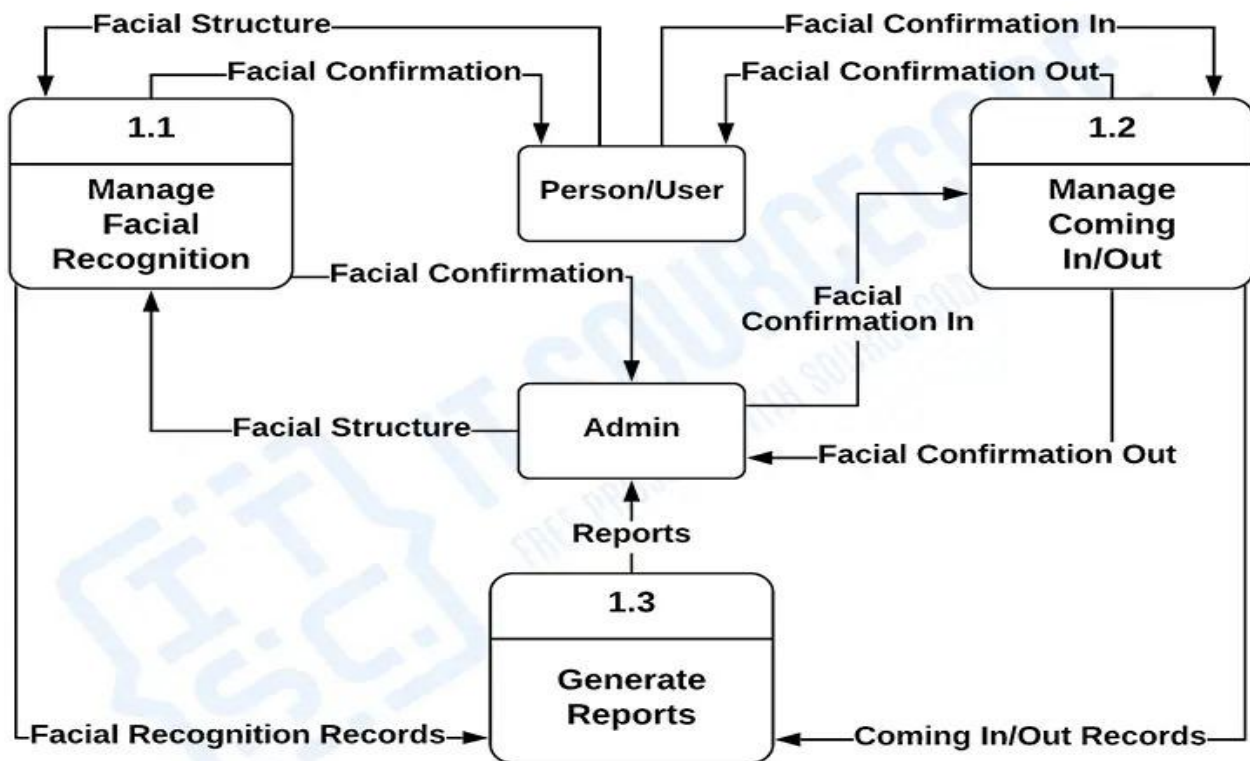 Facial Structure
Facial Confirmation In
Facial Confirmation
Facial Confirmation Out
1.1
1.2
Manage
Facial
Recognition
Person/User
Manage
Coming
In/Out
Facial Confirmation
Facial
Confirmation In
Facial Structure
Admin
Facial Confirmation Out
Reports
1.3
Generate
Reports
Facial Recognition Records
Coming In/Out Records
IT SOURCECODE